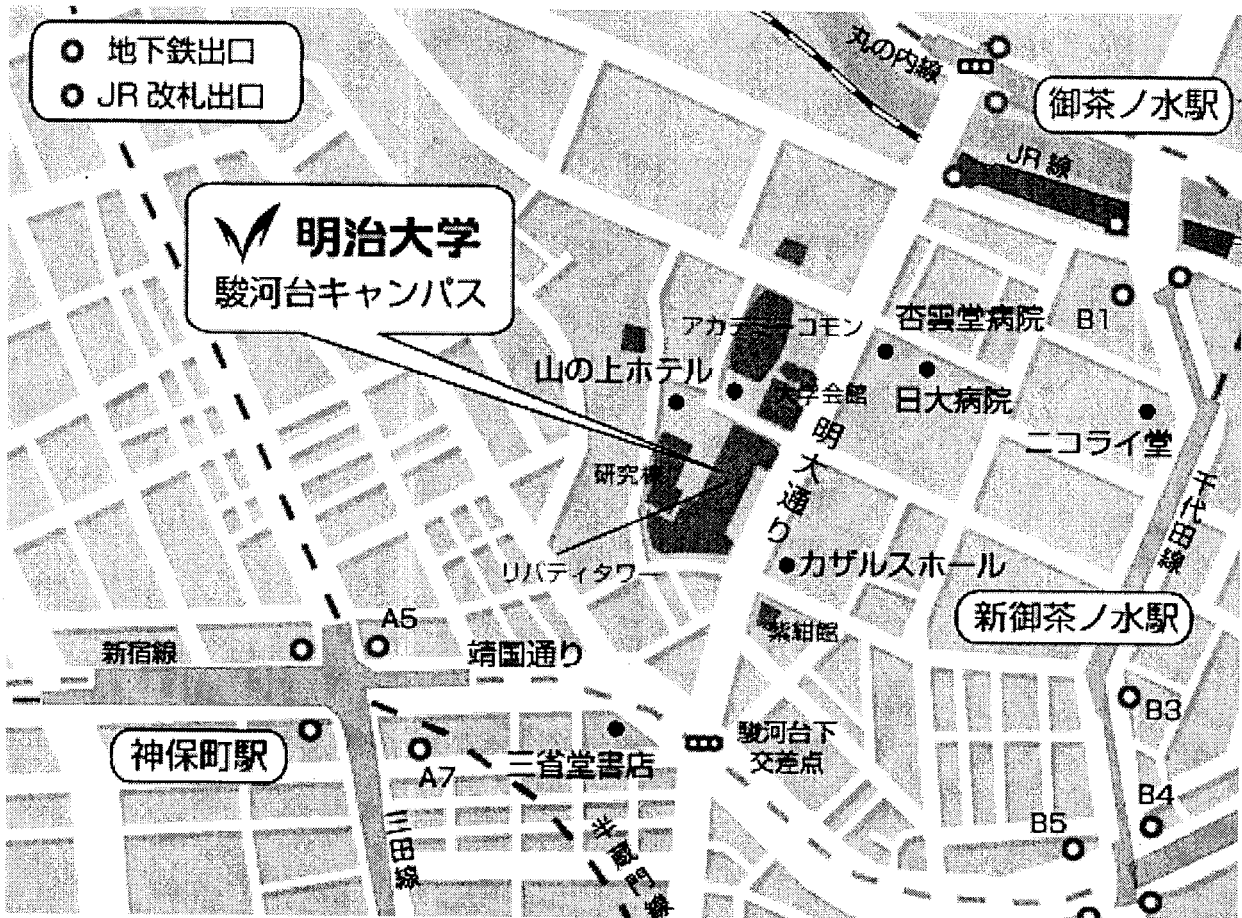 地下鉄出口
JR改札出口
丸の内線
御茶ノ水駅
JR線
明治大学
駿河台キャンパス
アカデミーコモン
杏雲堂病院
B1
山の上ホテル
大学会館
日大病院
ニコライ堂
明大通り
研究棟
千代田線
リバティタワー
カザルスホール
新御茶ノ水駅
紫紺館
A5
新宿線
靖国通り
B3
神保町駅
A7
三省堂書店
駿河台下
交差点
B4
B5
三田線
半蔵門線